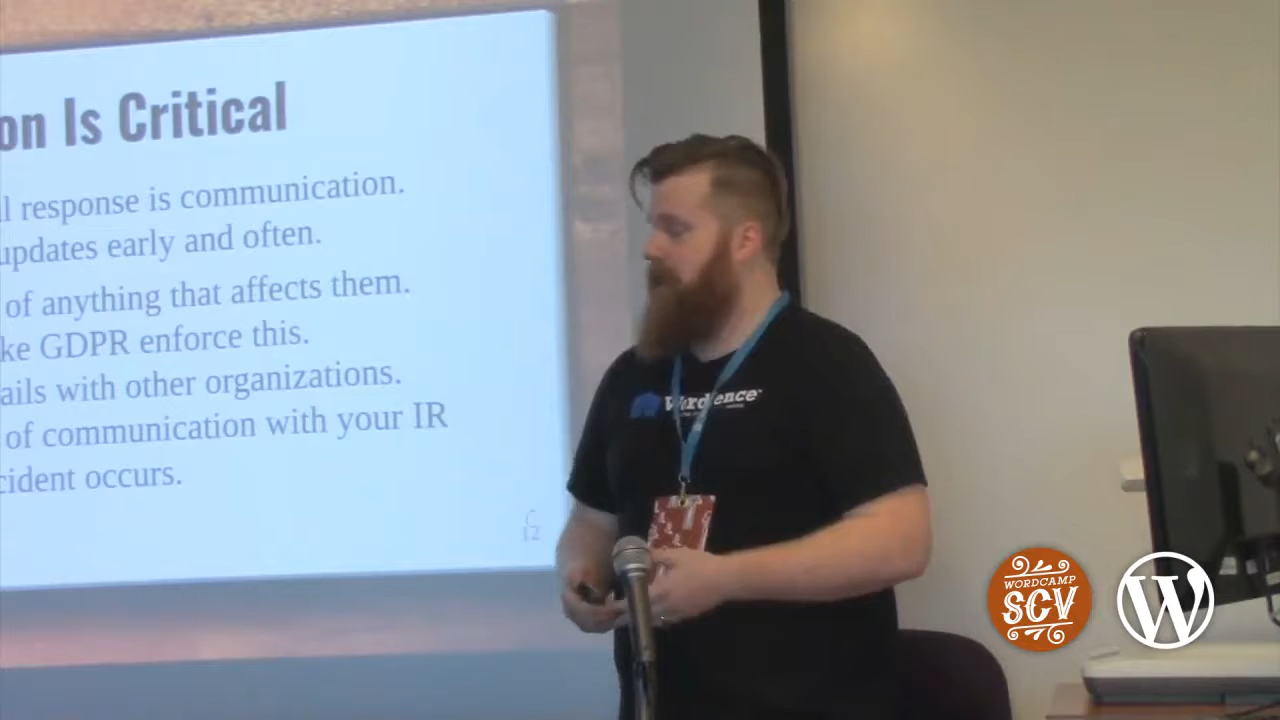 on Is Critical
l response is communication.
updates early and often.
of anything that affects them.
ke GDPR enforce this.
ails with other organizations.
of communication with your IR
cident occurs.
12
Wordfence
WORDCAMP
SCV
W